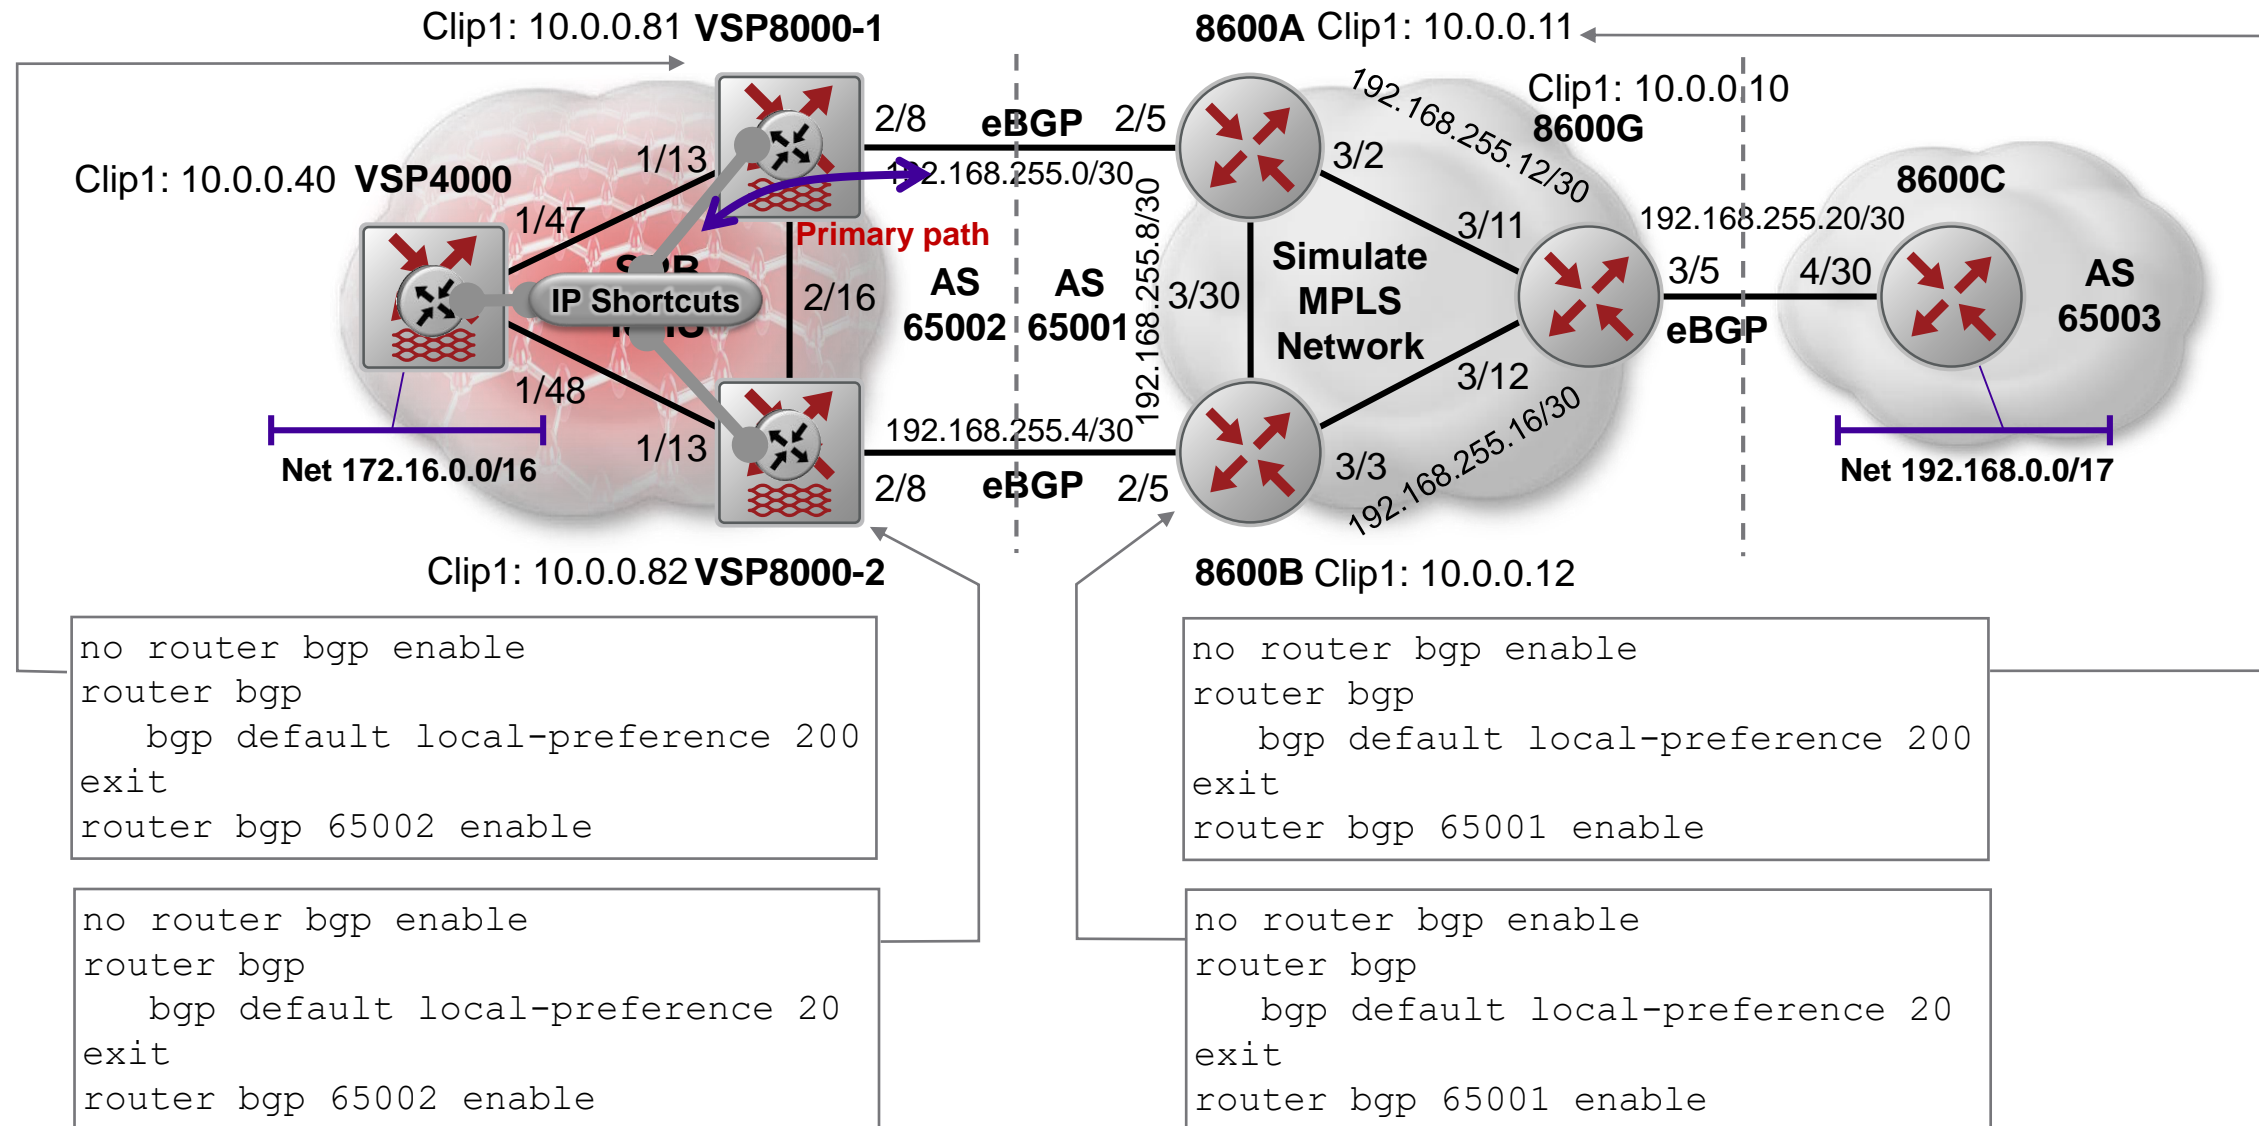 Clip1: 10.0.0.81 VSP8000-1
8600A Clip1: 10.0.0.11
Clip1: 10.0.0.10
8600G
192.168.255.12/30
2/8
eBGP
2/5
192.168.255.0/30
1/13
3/2
Clip1: 10.0.0.40 VSP4000
8600C
1/47
3/11
192.168.255.20/30
Primary path
192.168.255.8/30
SPB
IP Shortcuts
2/16
AS
65002
AS
65001
3/30
Simulate
MPLS
Network
3/5
4/30
eBGP
AS
65003
1/48
3/12
1/13
192.168.255.4/30
192.168.255.16/30
3/3
Net 172.16.0.0/16
Net 192.168.0.0/17
2/8
eBGP
2/5
Clip1: 10.0.0.82 VSP8000-2
8600B Clip1: 10.0.0.12
no router bgp enable
router bgp
bgp default local-preference 200
exit
router bgp 65002 enable
no router bgp enable
router bgp
bgp default local-preference 200
exit
router bgp 65001 enable
no router bgp enable
router bgp
bgp default local-preference 20
exit
router bgp 65002 enable
no router bgp enable
router bgp
bgp default local-preference 20
exit
router bgp 65001 enable